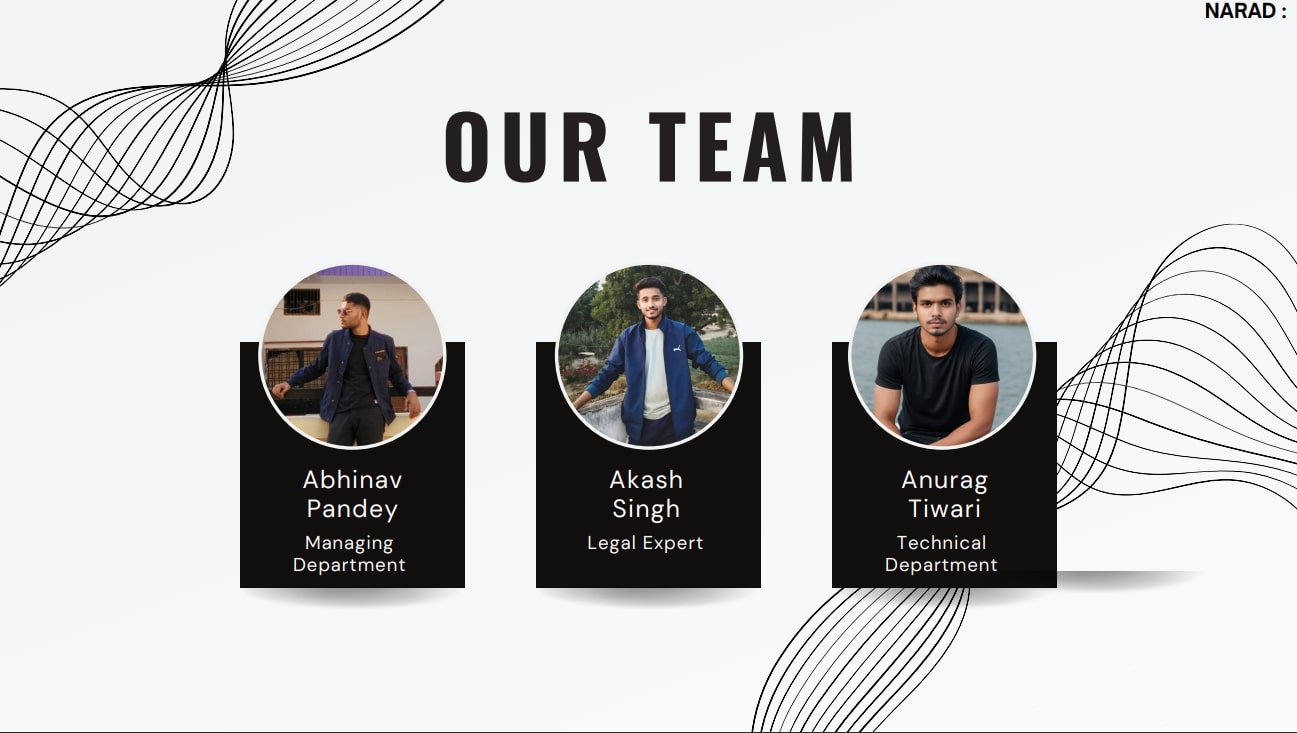 NARAD :
OUR TEAM
Abhinav
Pandey
Managing
Department
Akash
Singh
Legal Expert
Anurag
Tiwari
Technical
Department